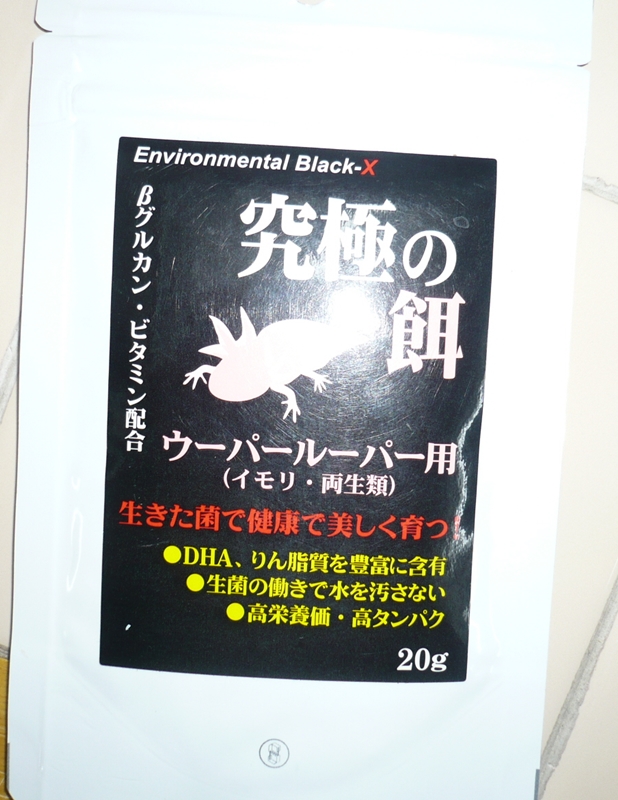 Environmental Black-X
究極の
餌
βグルカン・ビタミン配合
ウーパールーパー用
（イモリ・両生類）
生きた菌で健康で美しく育つ
●DHA、りん脂質を豊富に含有
●生菌の働きで水を汚さない
●高栄養価・高タンパク
20g